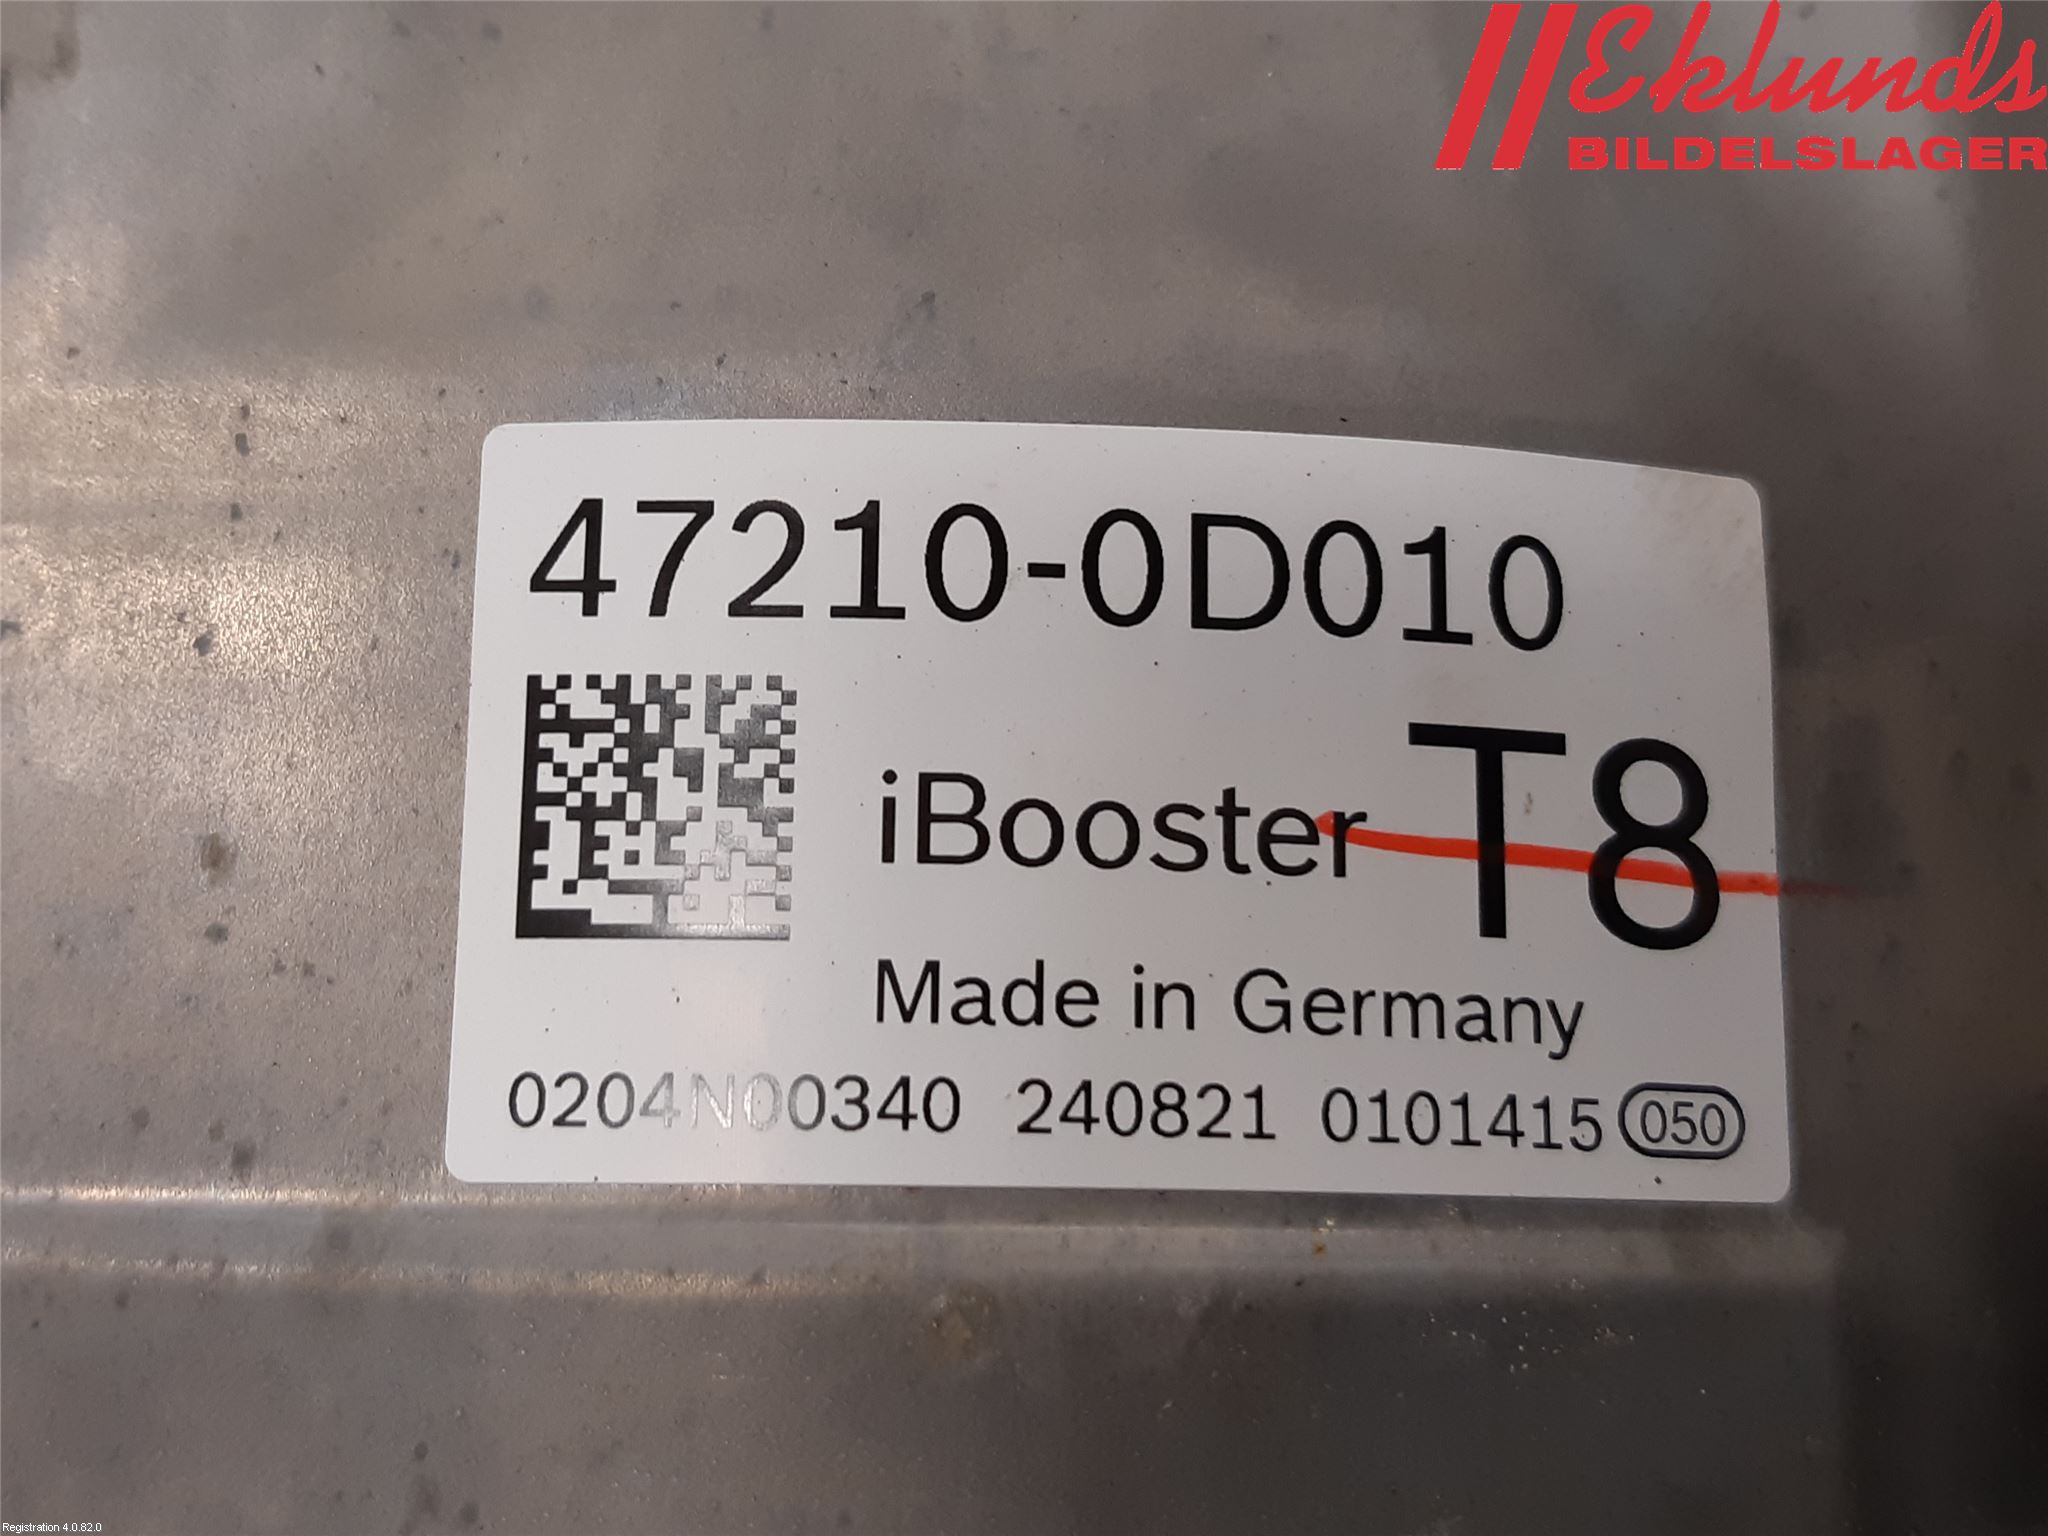 Eklunds
BILDELSLAGER
47210-0D010
iBooster T8
Made in Germany
0204N00340 240821 0101415 050
Registration 4.0.82.0